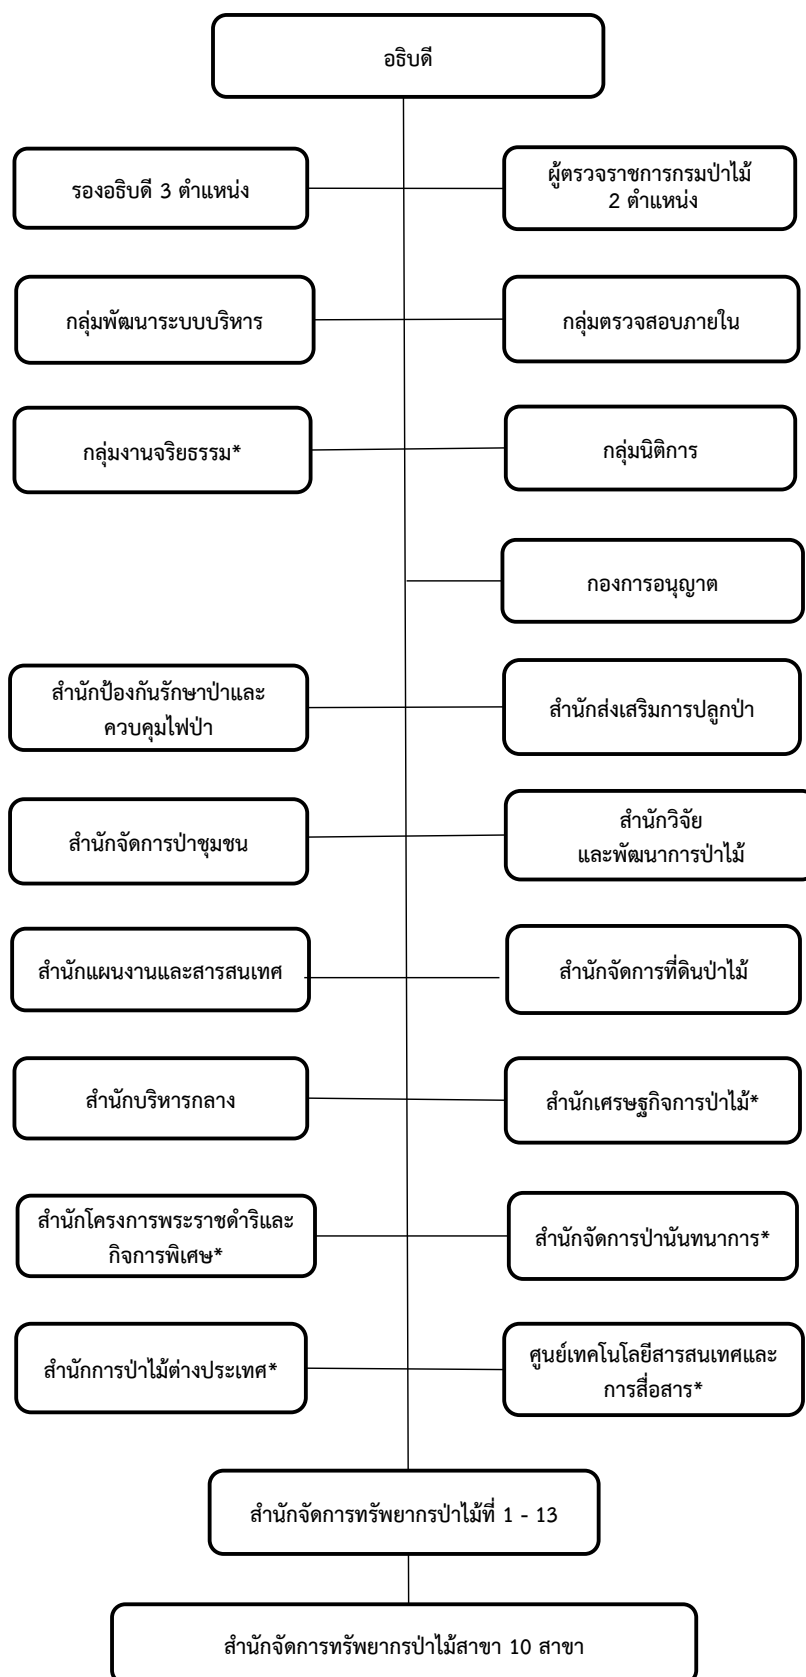 อธิบดี
รองอธิบดี 3 ตำแหน่ง
ผู้ตรวจราชการกรมป่าไม้
2 ตำแหน่ง
กลุ่มพัฒนาระบบบริหาร
กลุ่มตรวจสอบภายใน
กลุ่มงานจริยธรรม*
กลุ่มนิติการ
กองการอนุญาต
สำนักป้องกันรักษาป่าและ
ควบคุมไฟป่า
สำนักส่งเสริมการปลูกป่า
สำนักจัดการป่าชุมชน
สำนักวิจัย
และพัฒนาการป่าไม้
สำนักแผนงานและสารสนเทศ
สำนักจัดการที่ดินป่าไม้
สำนักบริหารกลาง
สำนักเศรษฐกิจการป่าไม้*
สำนักโครงการพระราชดำริและ
กิจการพิเศษ*
สำนักจัดการป่านันทนาการ*
สำนักการป่าไม้ต่างประเทศ*
ศูนย์เทคโนโลยีสารสนเทศและ
การสื่อสาร*
สำนักจัดการทรัพยากรป่าไม้ที่ 1 - 13
สำนักจัดการทรัพยากรป่าไม้สาขา 10 สาขา